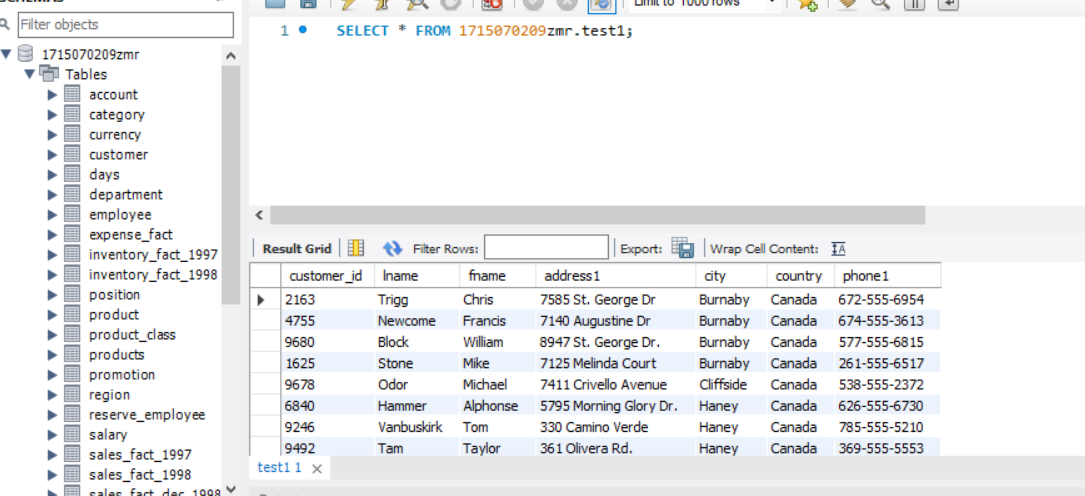 SCHEMAS
Limit to 1000 rows
Filter objects
1 SELECT * FROM 1715070209zmr.test1;
1715070209zmr
Tables
account
category
currency
customer
days
department
employee
expense_fact
inventory_fact_1997
inventory_fact_1998
position
product
product_class
products
promotion
region
reserve_employee
salary
sales_fact_1997
sales_fact_1998
sales_fact_dec_1998
Result Grid Filter Rows: Export: Wrap Cell Content:
customer_id lname fname address1 city country phone1
2163 Trigg Chris 7585 St. George Dr Burnaby Canada 672-555-6954
4755 Newcome Francis 7140 Augustine Dr Burnaby Canada 674-555-3613
9680 Block William 8947 St. George Dr. Burnaby Canada 577-555-6815
1625 Stone Mike 7125 Melinda Court Burnaby Canada 261-555-6517
9678 Odor Michael 7411 Crivello Avenue Cliffside Canada 538-555-2372
6840 Hammer Alphonse 5795 Morning Glory Dr. Haney Canada 626-555-6730
9246 Vanbuskirk Tom 330 Camino Verde Haney Canada 785-555-5210
9492 Tam Taylor 361 Olivera Rd. Haney Canada 369-555-5553
test1 1